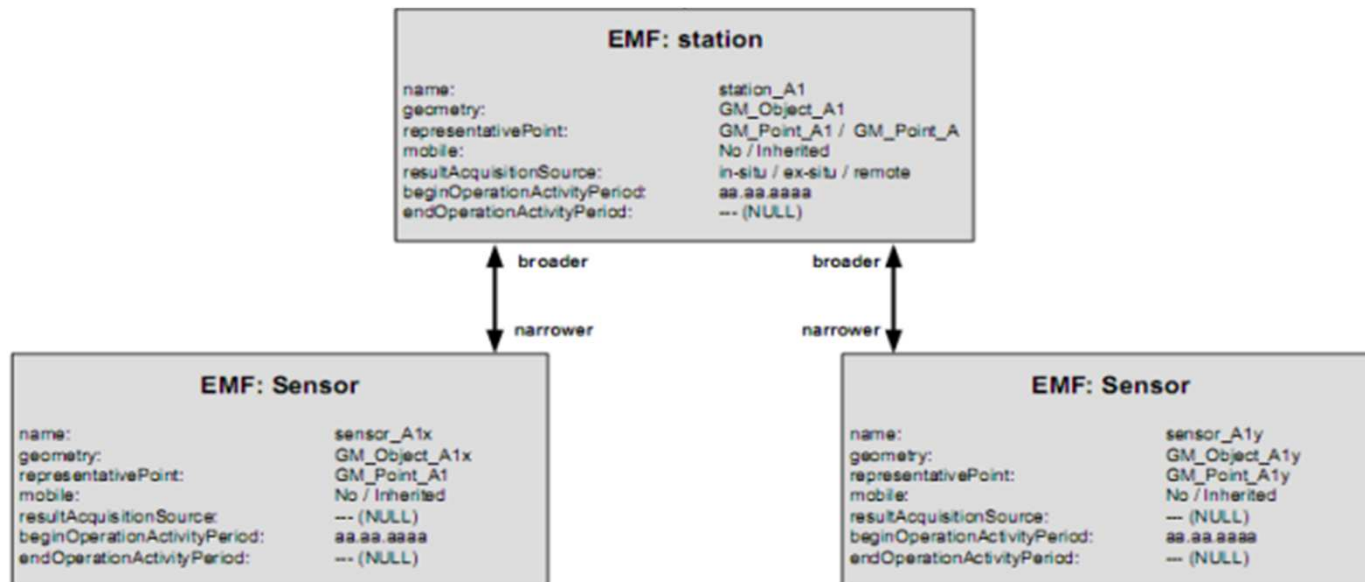 EMF: station
name: station_A1
geometry: GM_Object_A1
representativePoint: GM_Point_A1 / GM_Point_A
mobile: No / Inherited
resultAcquisitionSource: in-situ / ex-situ / remote
beginOperationActivityPeriod: aa.aa.aaaa
endOperationActivityPeriod: --- (NULL)
broader
broader
narrower
narrower
EMF: Sensor
name: sensor_A1x
geometry: GM_Object_A1x
representativePoint: GM_Point_A1
mobile: No / Inherited
resultAcquisitionSource: --- (NULL)
beginOperationActivityPeriod: aa.aa.aaaa
endOperationActivityPeriod: --- (NULL)
EMF: Sensor
name: sensor_A1y
geometry: GM_Object_A1y
representativePoint: GM_Point_A1y
mobile: No / Inherited
resultAcquisitionSource: --- (NULL)
beginOperationActivityPeriod: aa.aa.aaaa
endOperationActivityPeriod: --- (NULL)